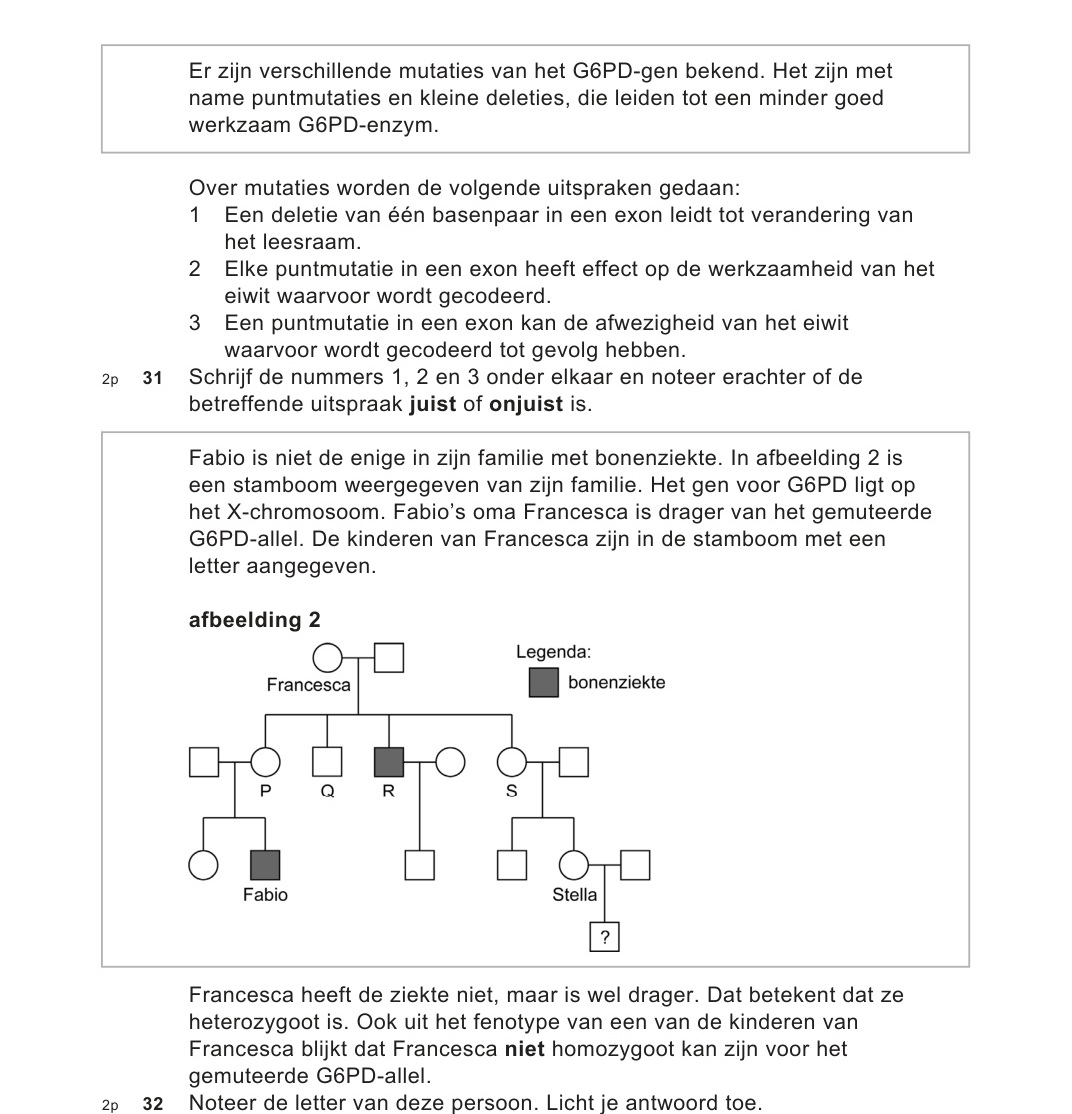 Er zijn verschillende mutaties van het G6PD-gen bekend. Het zijn met
name puntmutaties en kleine deleties, die leiden tot een minder goed
werkzaam G6PD-enzym.
Over mutaties worden de volgende uitspraken gedaan:
1 Een deletie van één basenpaar in een exon leidt tot verandering van
het leesraam.
2 Elke puntmutatie in een exon heeft effect op de werkzaamheid van het
eiwit waarvoor wordt gecodeerd.
3 Een puntmutatie in een exon kan de afwezigheid van het eiwit
waarvoor wordt gecodeerd tot gevolg hebben.
2p 31 Schrijf de nummers 1, 2 en 3 onder elkaar en noteer erachter of de
betreffende uitspraak juist of onjuist is.
Fabio is niet de enige in zijn familie met bonenziekte. In afbeelding 2 is
een stamboom weergegeven van zijn familie. Het gen voor G6PD ligt op
het X-chromosoom. Fabio's oma Francesca is drager van het gemuteerde
G6PD-allel. De kinderen van Francesca zijn in de stamboom met een
letter aangegeven.
afbeelding 2
Legenda:
bonenziekte
Francesca
P Q R S
Fabio Stella
?
Francesca heeft de ziekte niet, maar is wel drager. Dat betekent dat ze
heterozygoot is. Ook uit het fenotype van een van de kinderen van
Francesca blijkt dat Francesca niet homozygoot kan zijn voor het
gemuteerde G6PD-allel.
2p 32 Noteer de letter van deze persoon. Licht je antwoord toe.